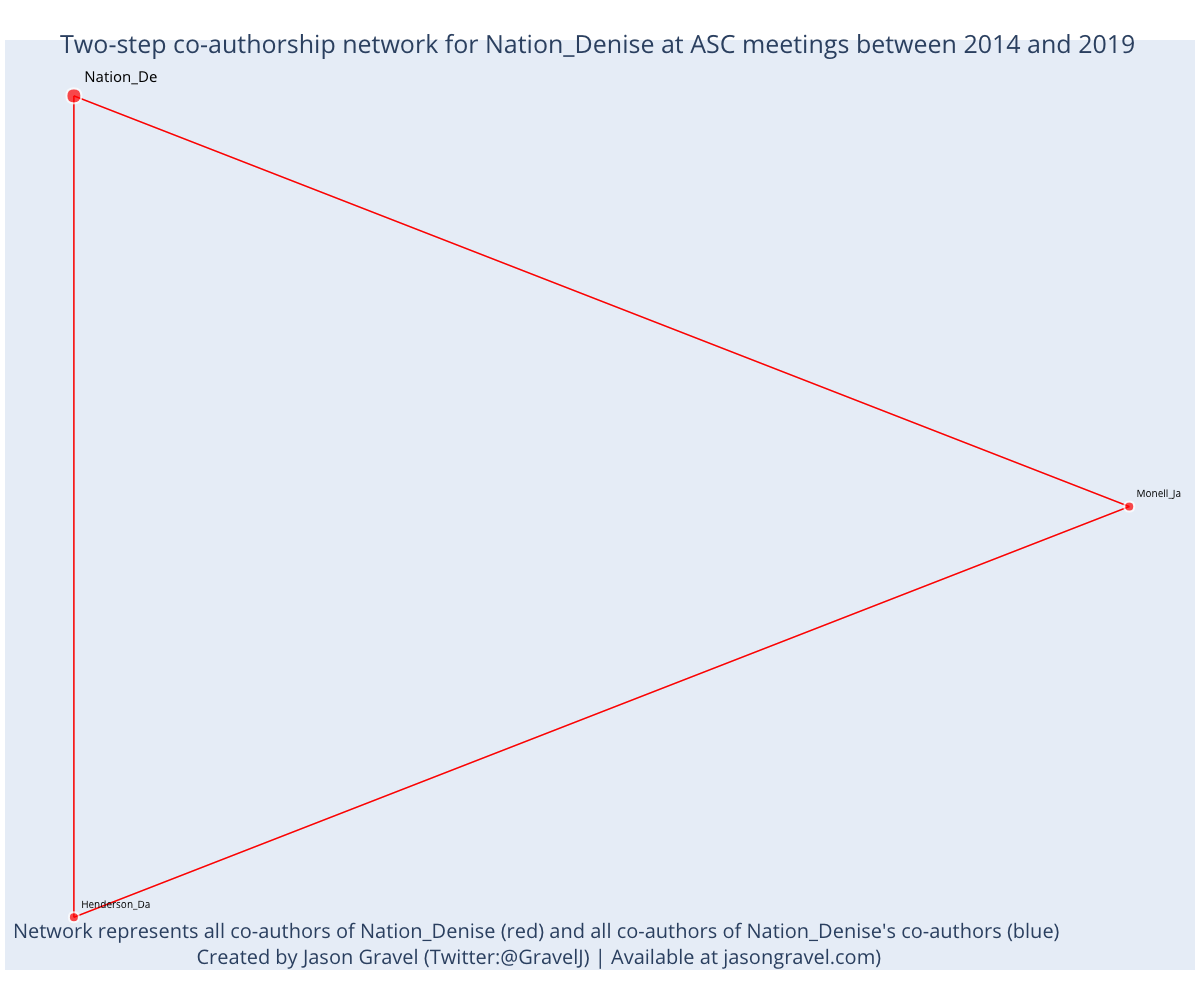 Two-step co-authorship network for Nation_Denise at ASC meetings between 2014 and 2019
Nation_De
Monell_Ja
Henderson_Da
Network represents all co-authors of Nation_Denise (red) and all co-authors of Nation_Denise's co-authors (blue)
Created by Jason Gravel (Twitter:@GravelJ) | Available at jasongravel.com)